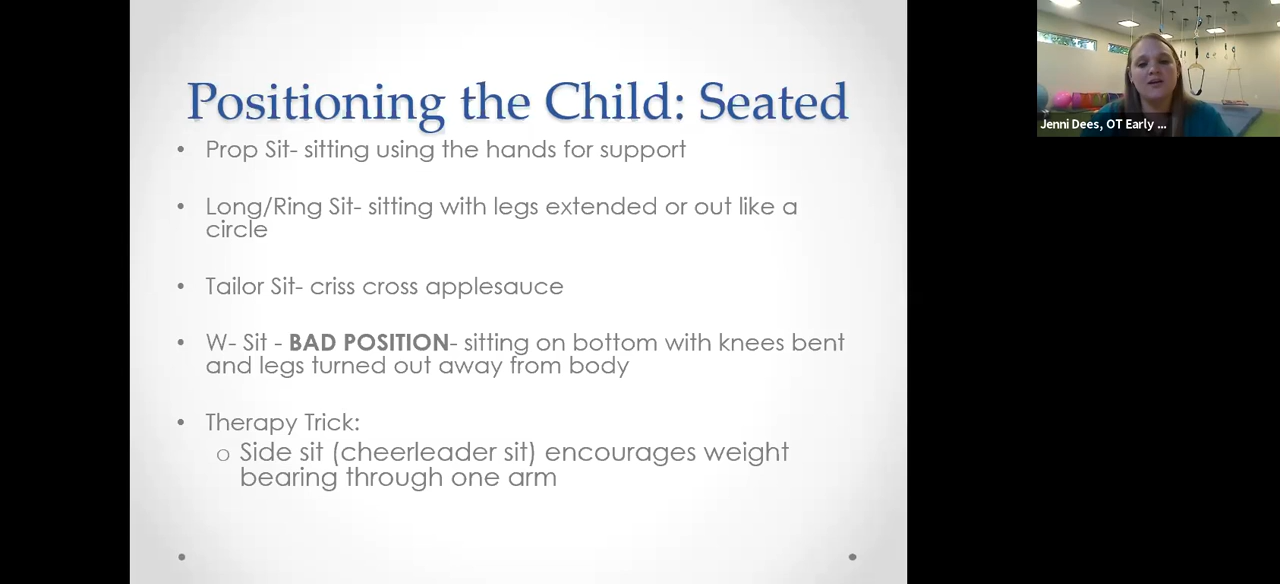 Positioning the Child: Seated
• Prop Sit- sitting using the hands for support
• Long/Ring Sit- sitting with legs extended or out like a
circle
• Tailor Sit- criss cross applesauce
• W- Sit - BAD POSITION- sitting on bottom with knees bent
and legs turned out away from body
• Therapy Trick:
o Side sit (cheerleader sit) encourages weight
bearing through one arm
Jenni Dees, OT Early ...